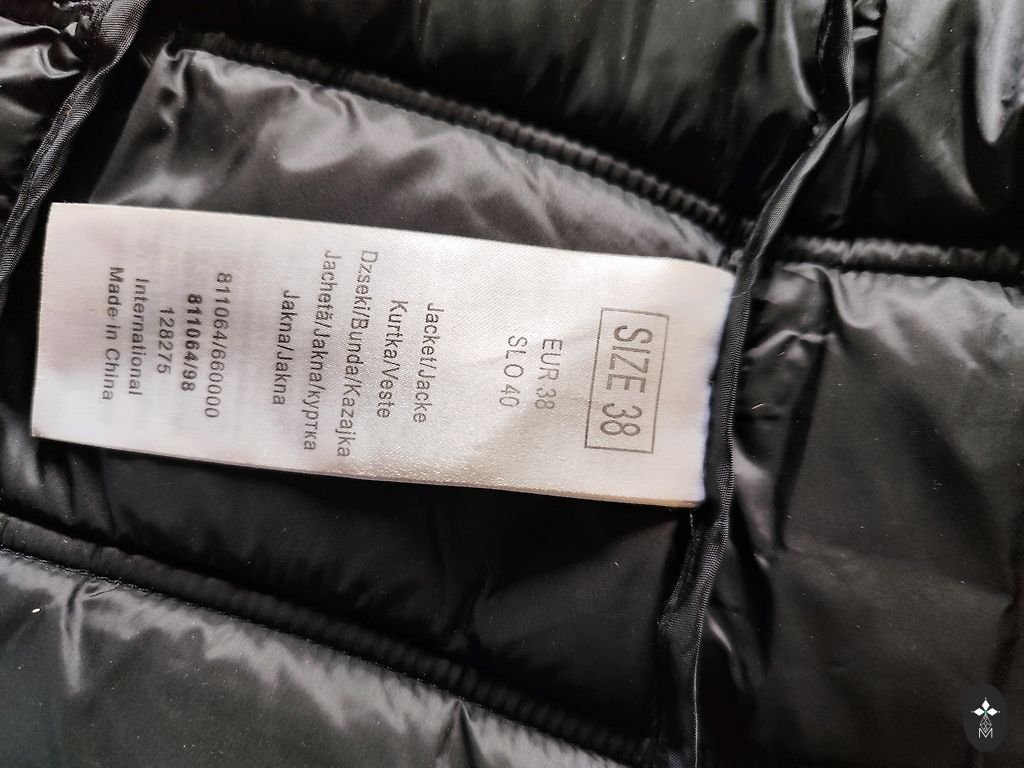 SIZE 38
EUR 38
SLO 40
Jacket/Jacke
Kurtka/Veste
Dzseki/Bunda/Kazajka
Jachetă/Jakna/куртка
Jakna/Jakna
811064/660000
811064/98
128275
International
Made in China
M